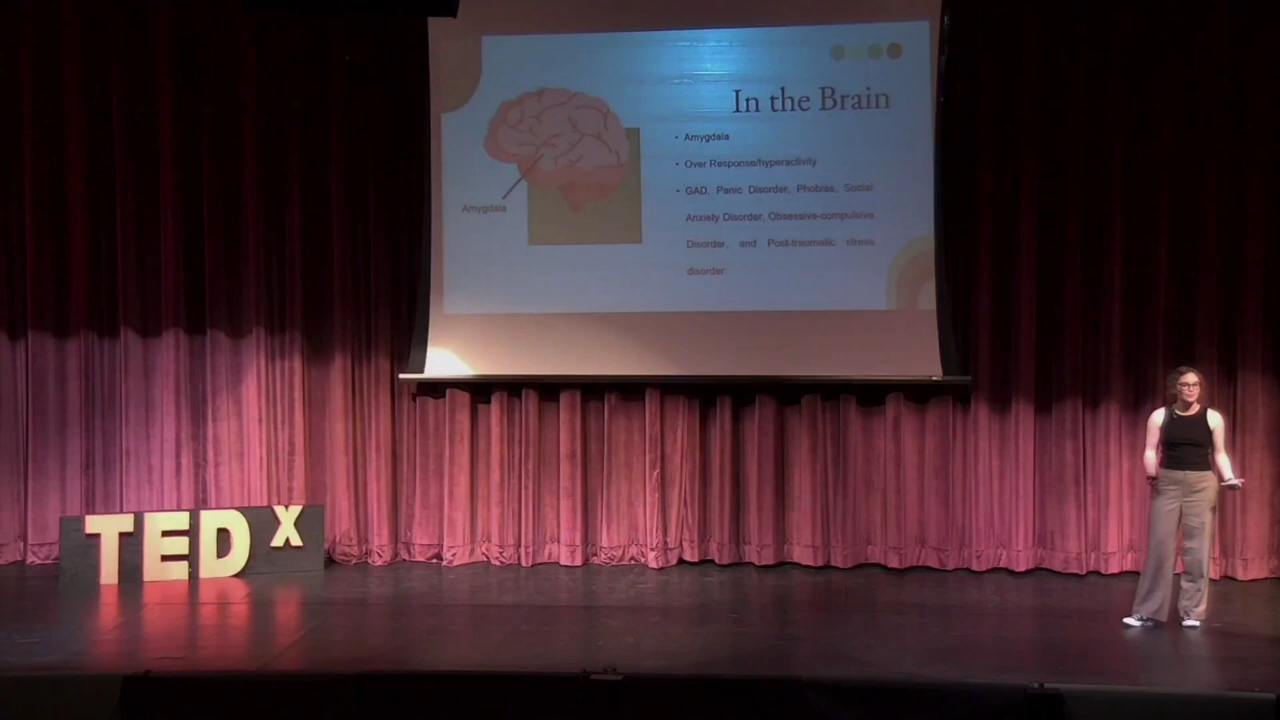 In the Brain
• Amygdala
• Over Response/hyperactivity
• GAD, Panic Disorder, Phobias, Social
Anxiety Disorder, Obsessive-compulsive
Disorder, and Post-traumatic stress
disorder
Amygdala
TEDx